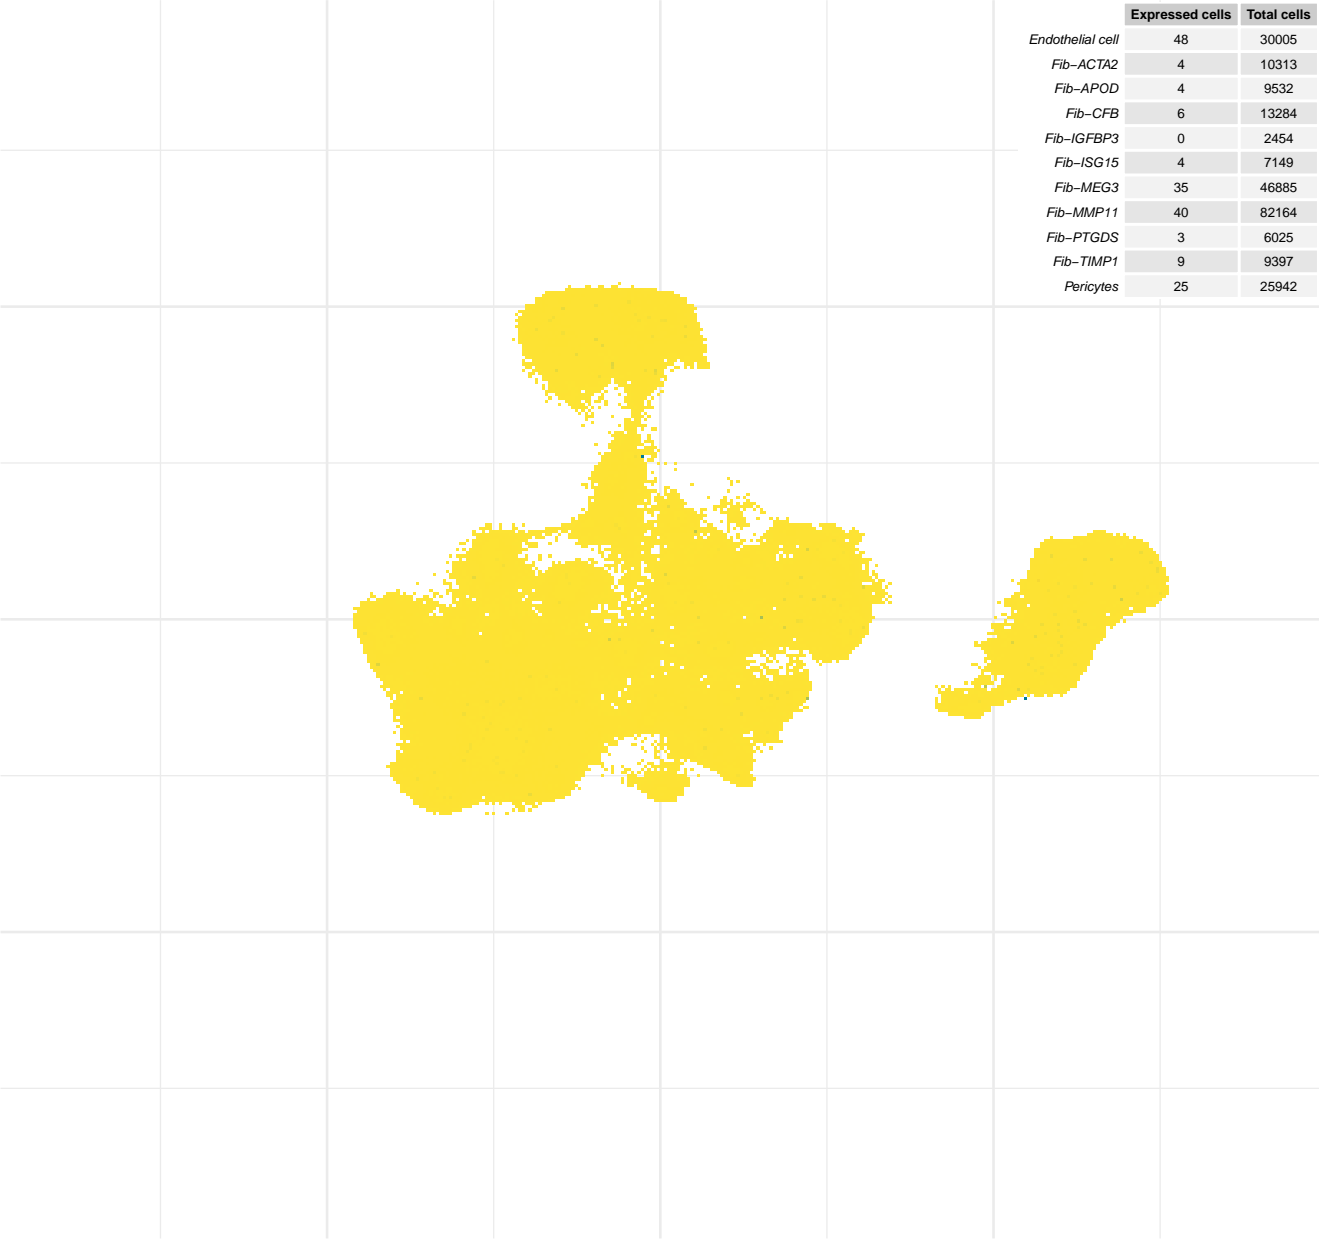 Expressed cells Total cells
Endothelial cell 48 30005
Fib−ACTA2 4 10313
Fib−APOD 4 9532
Fib−CFB 6 13284
Fib−IGFBP3 0 2454
Fib−ISG15 4 7149
Fib−MEG3 35 46885
Fib−MMP11 40 82164
Fib−PTGDS 3 6025
Fib−TIMP1 9 9397
Pericytes 25 25942